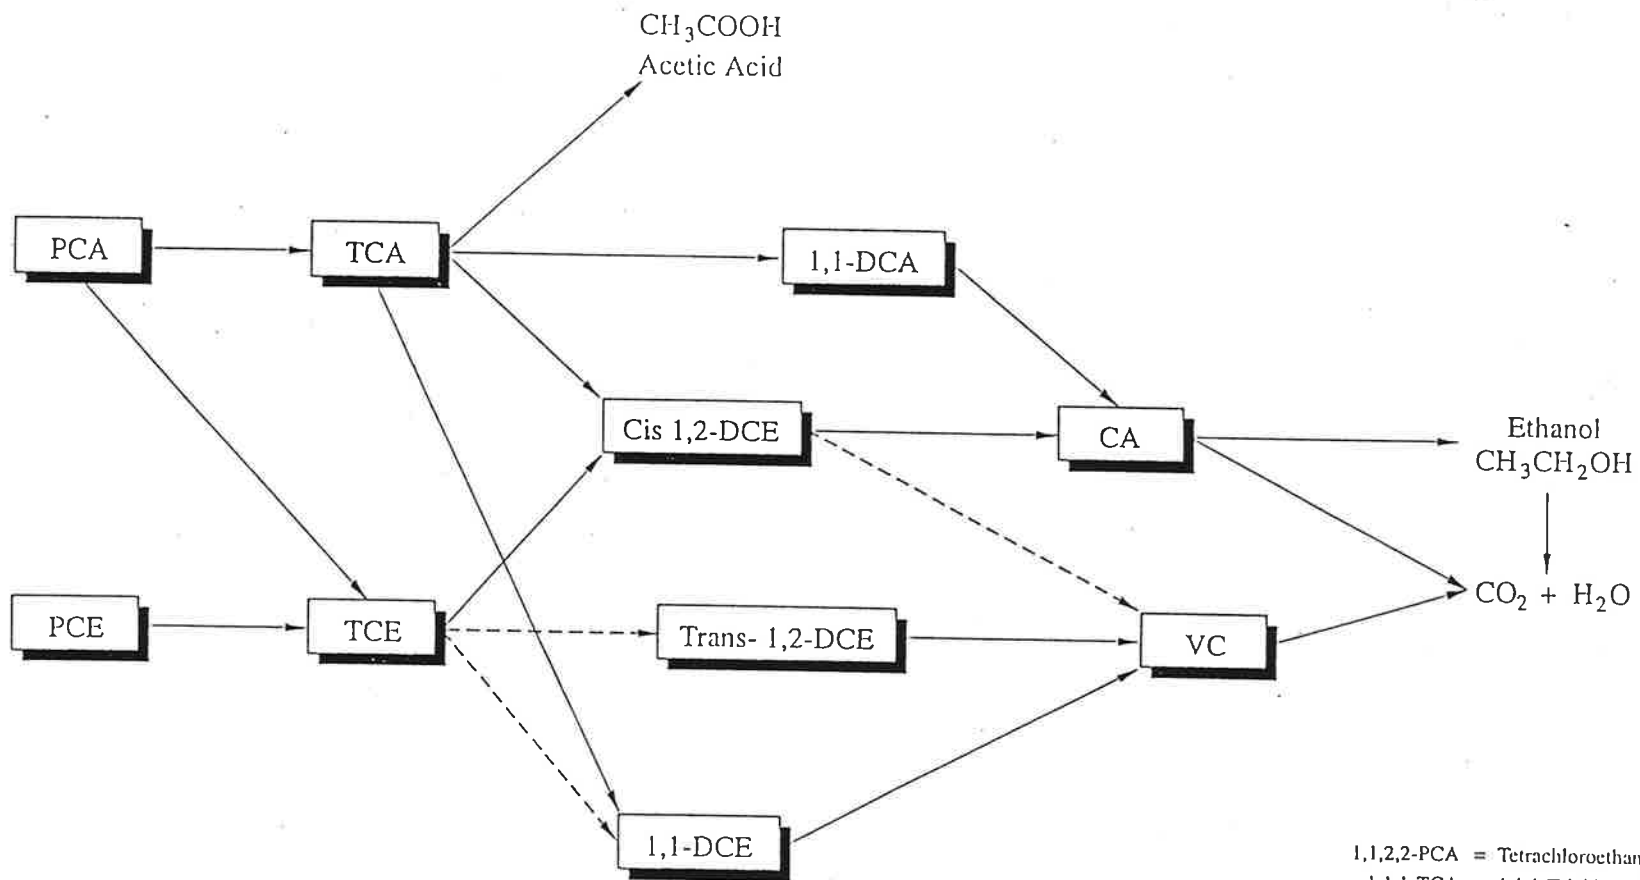 CH₃COOH
Acetic Acid
PCA
TCA
1,1-DCA
Cis 1,2-DCE
CA
Ethanol
CH₃CH₂OH
CO₂ + H₂O
PCE
TCE
Trans- 1,2-DCE
VC
1,1-DCE
1,1,2,2-PCA = Tetrachloroethan